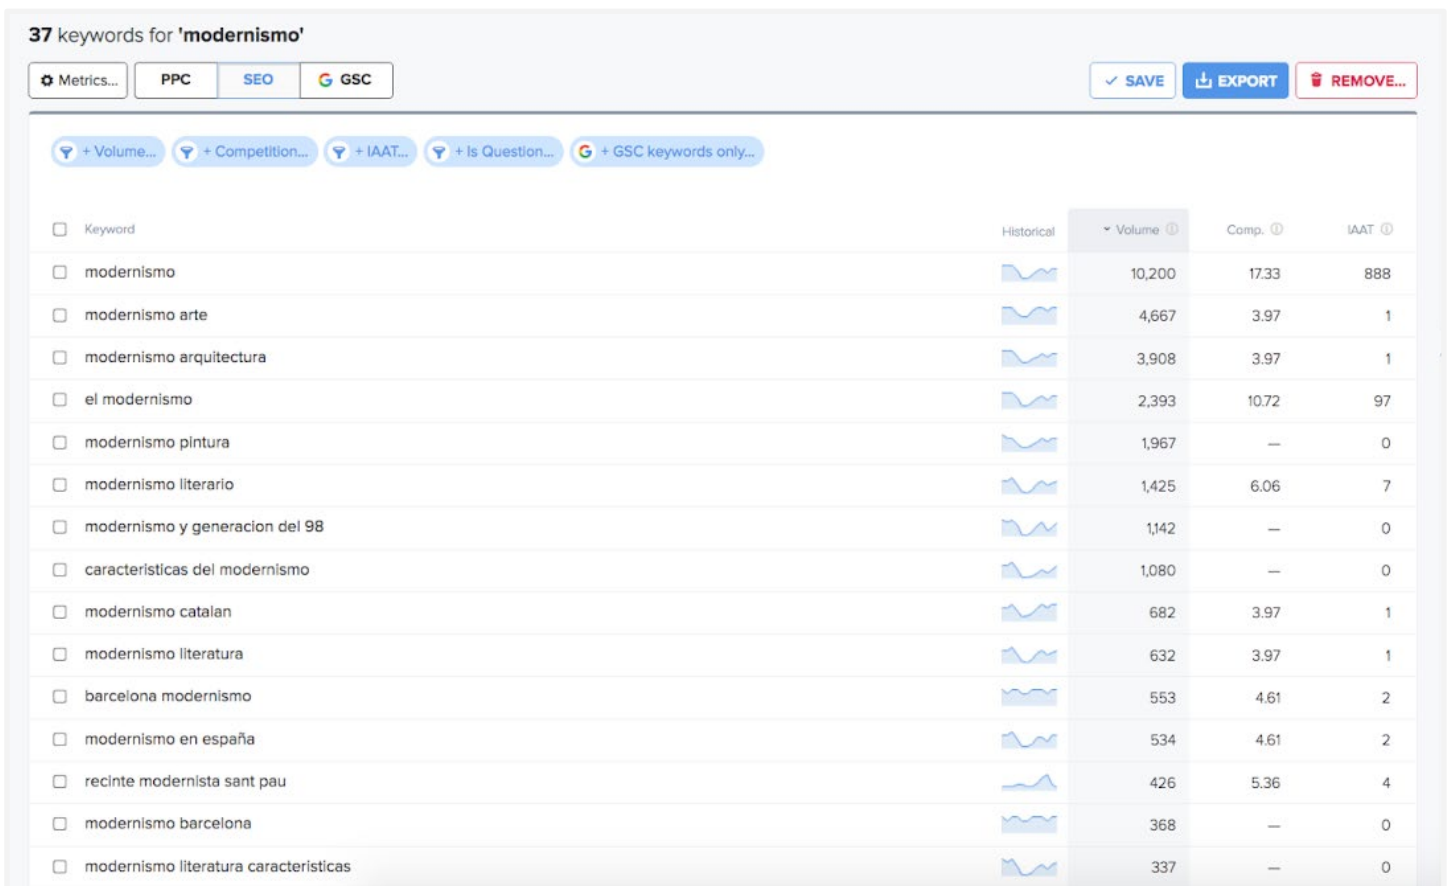 37 keywords for 'modernismo'
Metrics... PPC SEO GSC SAVE EXPORT REMOVE...
+ Volume... + Competition... + IAAT... + Is Question... + GSC keywords only...
Keyword Historical Volume Comp. IAAT
modernismo 10,200 17.33 888
modernismo arte 4,667 3.97 1
modernismo arquitectura 3,908 3.97 1
el modernismo 2,393 10.72 97
modernismo pintura 1,967 — 0
modernismo literario 1,425 6.06 7
modernismo y generacion del 98 1,142 — 0
caracteristicas del modernismo 1,080 — 0
modernismo catalan 682 3.97 1
modernismo literatura 632 3.97 1
barcelona modernismo 553 4.61 2
modernismo en españa 534 4.61 2
recinte modernista sant pau 426 5.36 4
modernismo barcelona 368 — 0
modernismo literatura caracteristicas 337 — 0